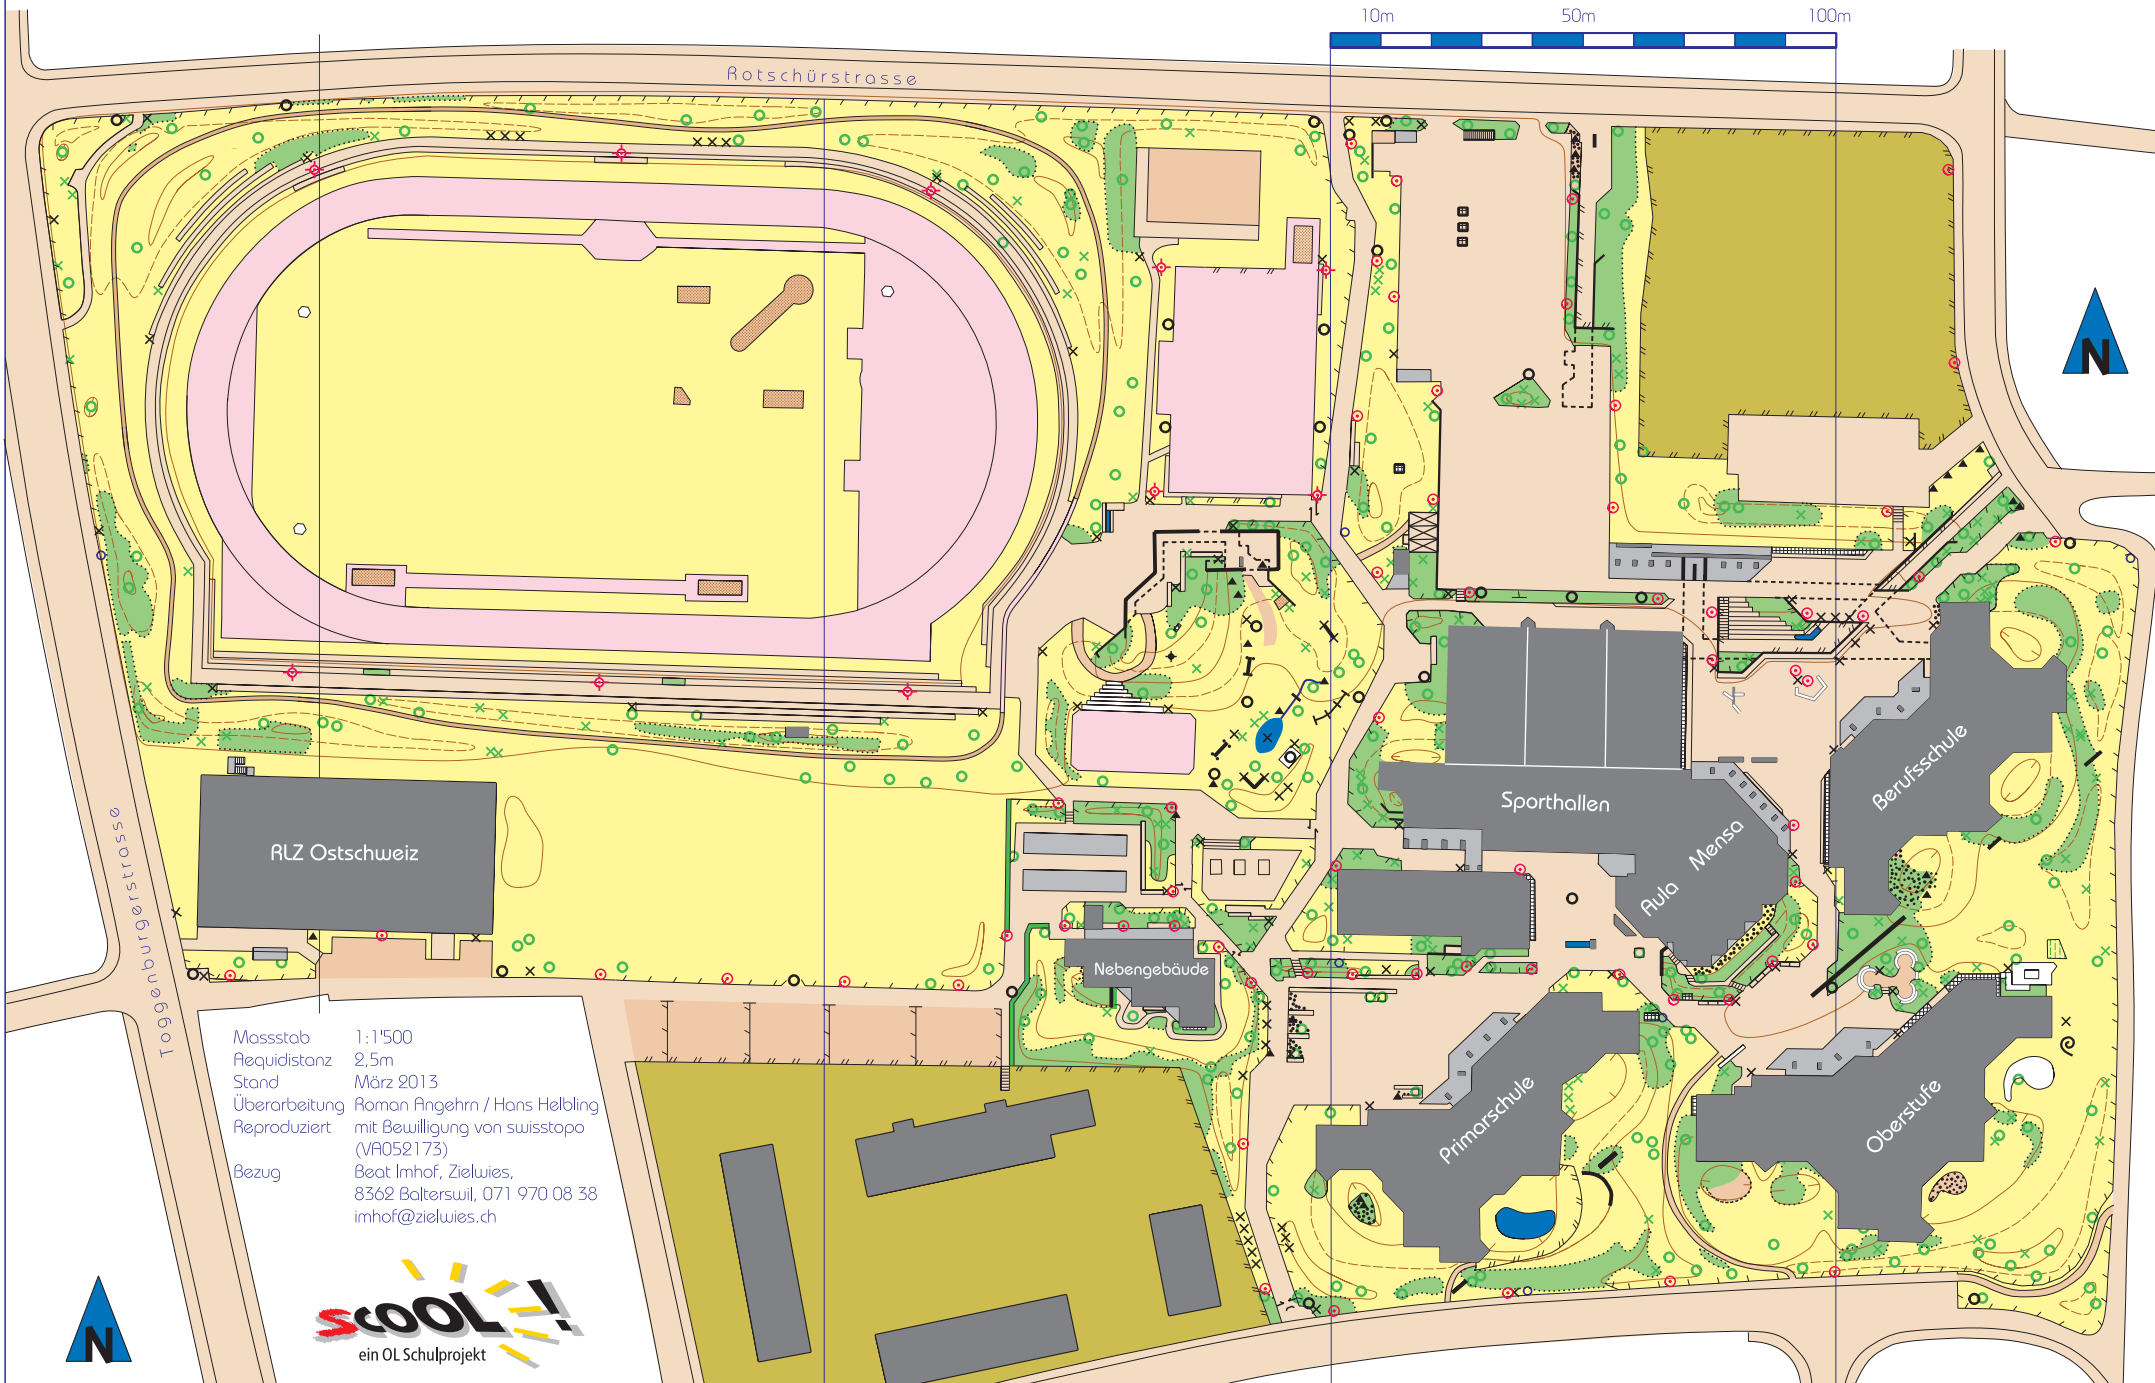 10m 50m 100m
Rotschürstrasse
N
Toggenburgerstrasse
RLZ Ostschweiz
Sporthallen
Aula Mensa
Berufsschule
Nebengebäude
Primarschule
Oberstufe
Massstab 1:1'500
Aequidistanz 2,5m
Stand März 2013
Überarbeitung Roman Angehrn / Hans Helbling
Reproduziert mit Bewilligung von swisstopo
(VA052173)
Bezug Beat Imhof, Zielwies,
8362 Balterswil, 071 970 08 38
imhof@zielwies.ch
sCOOL!
ein OL Schulprojekt
N